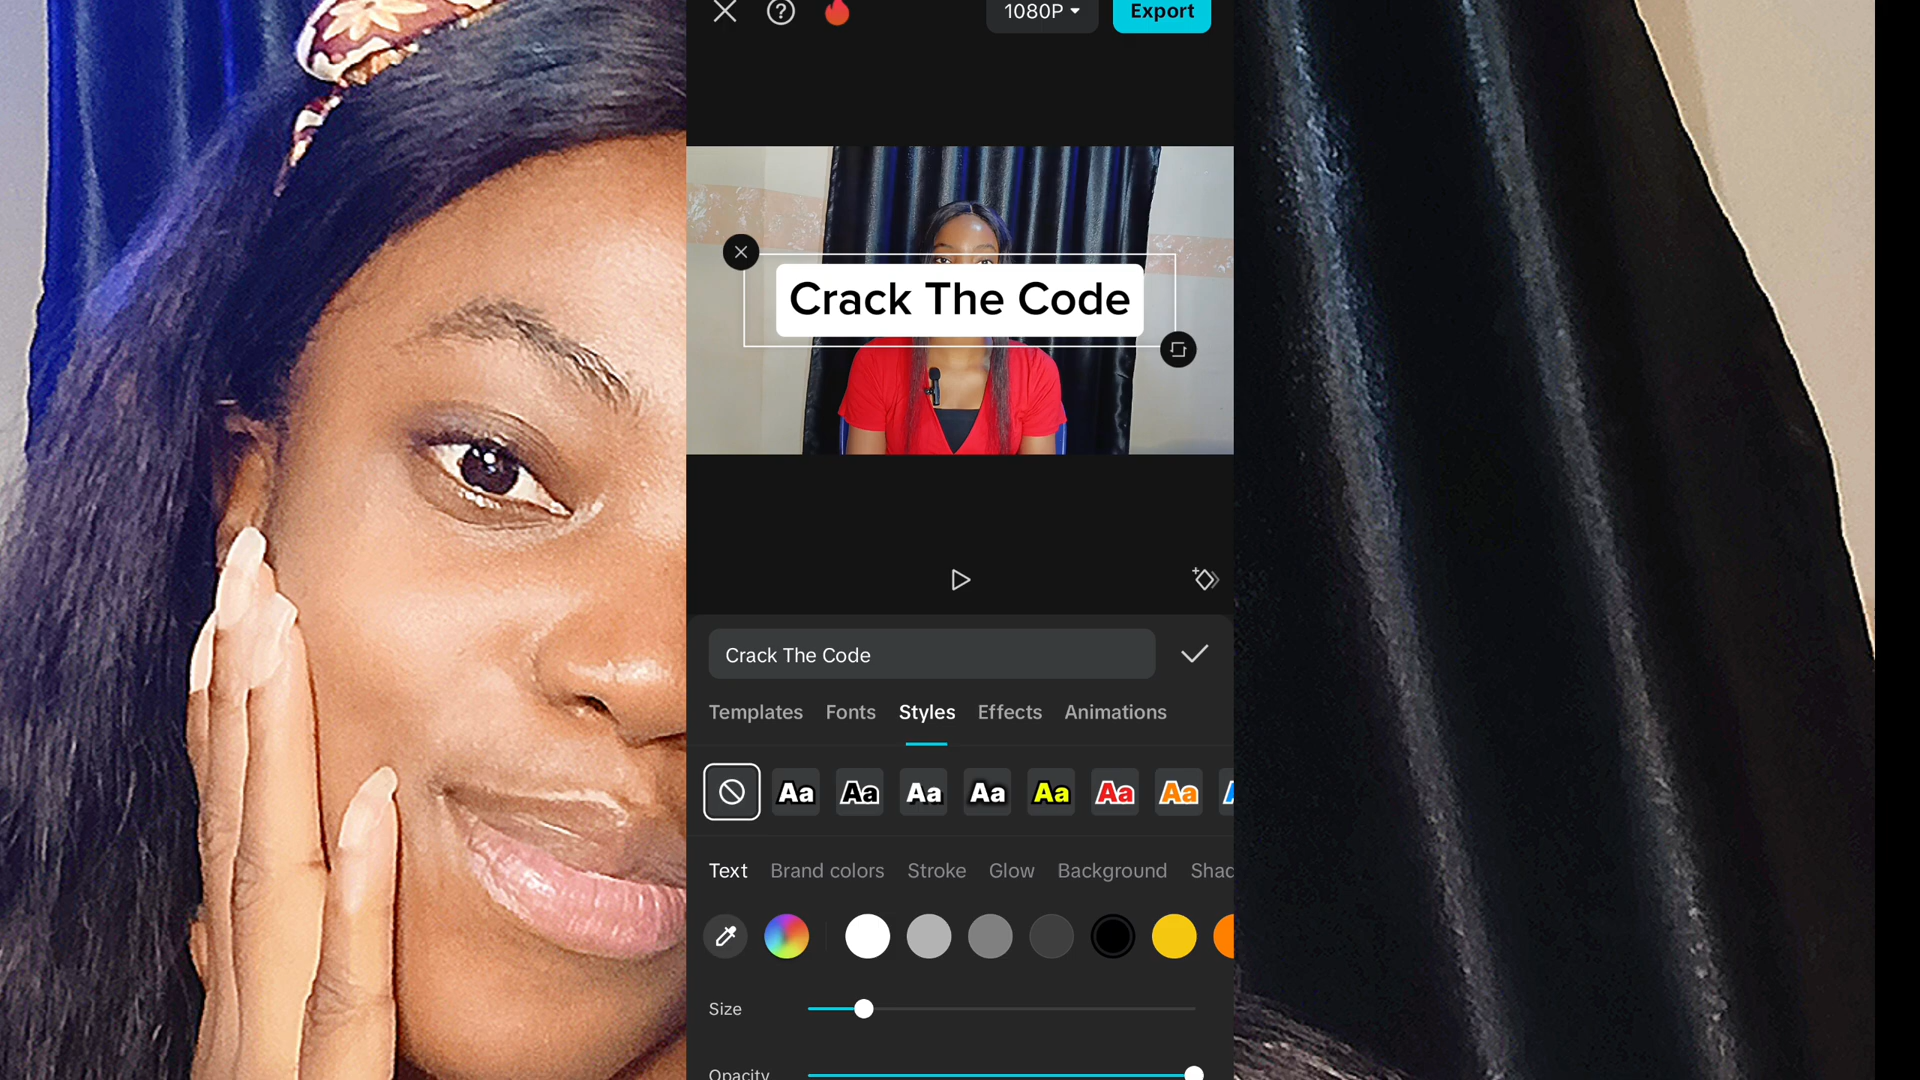 1080P
Export
Crack The Code
Crack The Code
Templates Fonts Styles Effects Animations
Aa Aa Aa Aa Aa Aa Aa
Text Brand colors Stroke Glow Background Shad
Size
Opacity